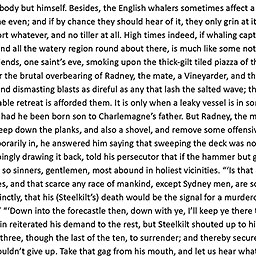 body but himself. Besides, the English whalers sometimes affect a
he even; and if by chance they should hear of it, they only grin at i
ort whatever, and no tiller at all. High times indeed, if whaling capt
nd all the watery region round about there, is much like some not
ends, one saint's eve, smoking upon the thick-gilt tiled piazza of th
r the brutal overbearing of Radney, the mate, a Vineyarder, and th
nd dismasting blasts as direful as any that lash the salted wave; th
able retreat is afforded them. It is only when a leaky vessel is in so
had he been born son to Charlemagne's father. But Radney, the m
eep down the planks, and also a shovel, and remove some offensiv
porarily in, he answered him saying that sweeping the deck was no
pingly drawing it back, told his persecutor that if the hammer but g
so sinners, gentlemen, most abound in holiest vicinities. "'Is that
es, and that scarce any race of mankind, except Sydney men, are so
inctly, that his (Steelkilt's) death would be the signal for a murdero
" "'Down into the forecastle then, down with ye, I'll keep ye there t
in reiterated his demand to the rest, but Steelkilt shouted up to hi
three, though the last of the ten, to surrender; and thereby secure
ouldn't give up. Take that gag from his mouth, and let us hear what